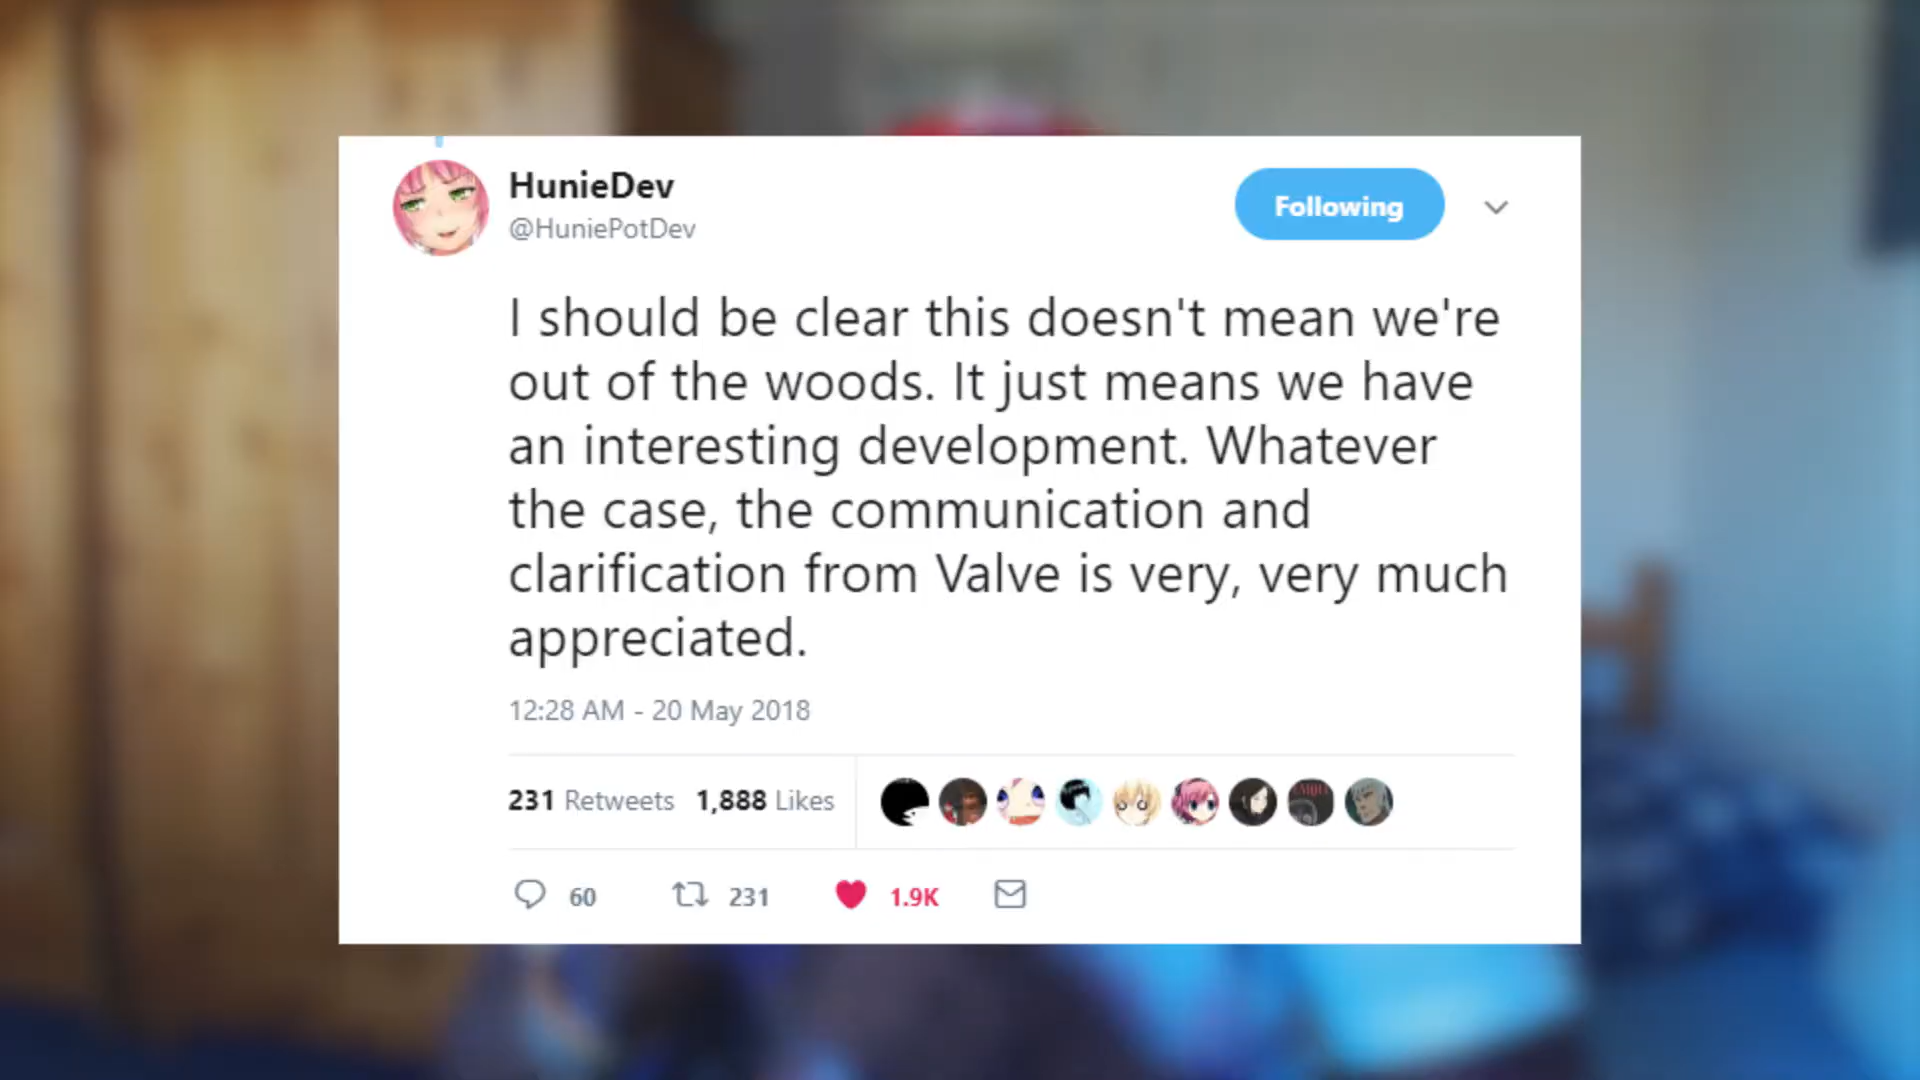 HunieDev
@HuniePotDev
Following
I should be clear this doesn't mean we're
out of the woods. It just means we have
an interesting development. Whatever
the case, the communication and
clarification from Valve is very, very much
appreciated.
12:28 AM - 20 May 2018
231 Retweets 1,888 Likes
60 231 1.9K